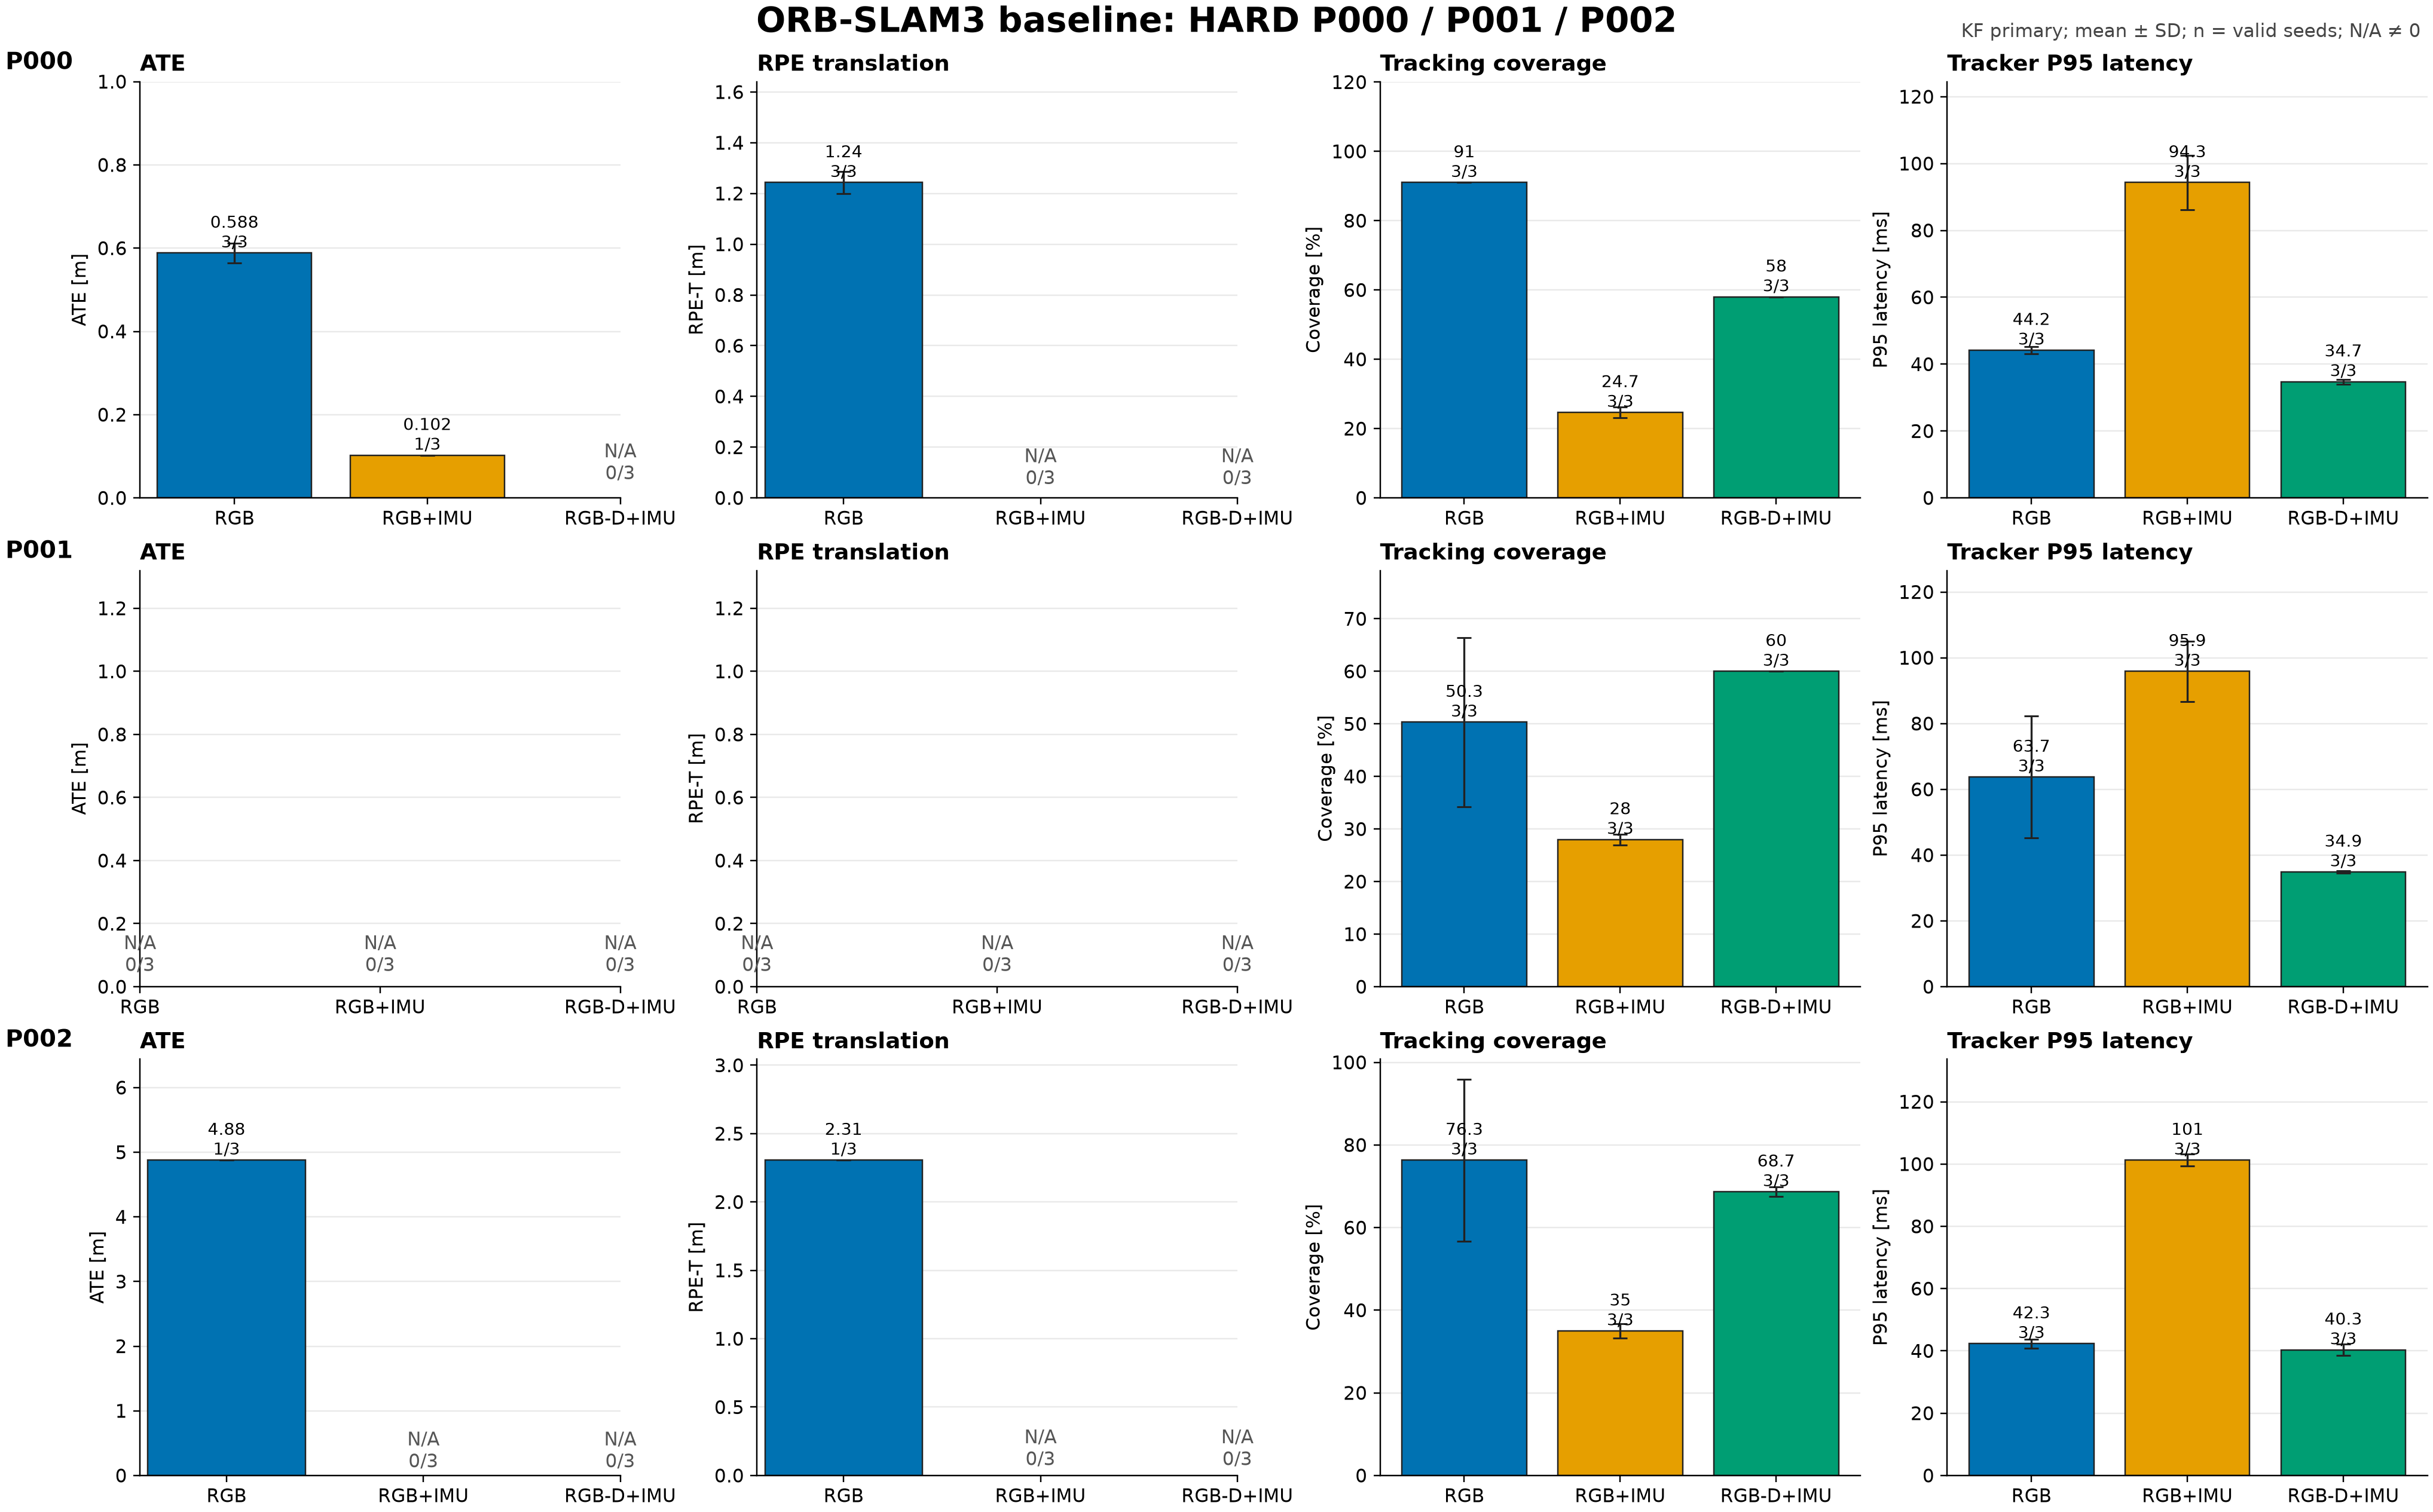 ORB-SLAM3 baseline: HARD P000 / P001 / P002
KF primary; mean ± SD; n = valid seeds; N/A ≠ 0
P000
ATE
ATE [m]
1.0
0.8
0.6
0.4
0.2
0.0
0.588
3/3
0.102
1/3
N/A
0/3
RGB
RGB+IMU
RGB-D+IMU
RPE translation
RPE-T [m]
1.6
1.4
1.2
1.0
0.8
0.6
0.4
0.2
0.0
1.24
3/3
N/A
0/3
N/A
0/3
RGB
RGB+IMU
RGB-D+IMU
Tracking coverage
Coverage [%]
120
100
80
60
40
20
0
91
3/3
24.7
3/3
58
3/3
RGB
RGB+IMU
RGB-D+IMU
Tracker P95 latency
P95 latency [ms]
120
100
80
60
40
20
0
44.2
3/3
94.3
3/3
34.7
3/3
RGB
RGB+IMU
RGB-D+IMU
P001
ATE
ATE [m]
1.2
1.0
0.8
0.6
0.4
0.2
0.0
N/A
0/3
N/A
0/3
N/A
0/3
RGB
RGB+IMU
RGB-D+IMU
RPE translation
RPE-T [m]
1.2
1.0
0.8
0.6
0.4
0.2
0.0
N/A
0/3
N/A
0/3
N/A
0/3
RGB
RGB+IMU
RGB-D+IMU
Tracking coverage
Coverage [%]
70
60
50
40
30
20
10
0
50.3
3/3
28
3/3
60
3/3
RGB
RGB+IMU
RGB-D+IMU
Tracker P95 latency
P95 latency [ms]
120
100
80
60
40
20
0
63.7
3/3
95.9
3/3
34.9
3/3
RGB
RGB+IMU
RGB-D+IMU
P002
ATE
ATE [m]
6
5
4
3
2
1
0
4.88
1/3
N/A
0/3
N/A
0/3
RGB
RGB+IMU
RGB-D+IMU
RPE translation
RPE-T [m]
3.0
2.5
2.0
1.5
1.0
0.5
0.0
2.31
1/3
N/A
0/3
N/A
0/3
RGB
RGB+IMU
RGB-D+IMU
Tracking coverage
Coverage [%]
100
80
60
40
20
0
76.3
3/3
35
3/3
68.7
3/3
RGB
RGB+IMU
RGB-D+IMU
Tracker P95 latency
P95 latency [ms]
120
100
80
60
40
20
0
42.3
3/3
101
3/3
40.3
3/3
RGB
RGB+IMU
RGB-D+IMU